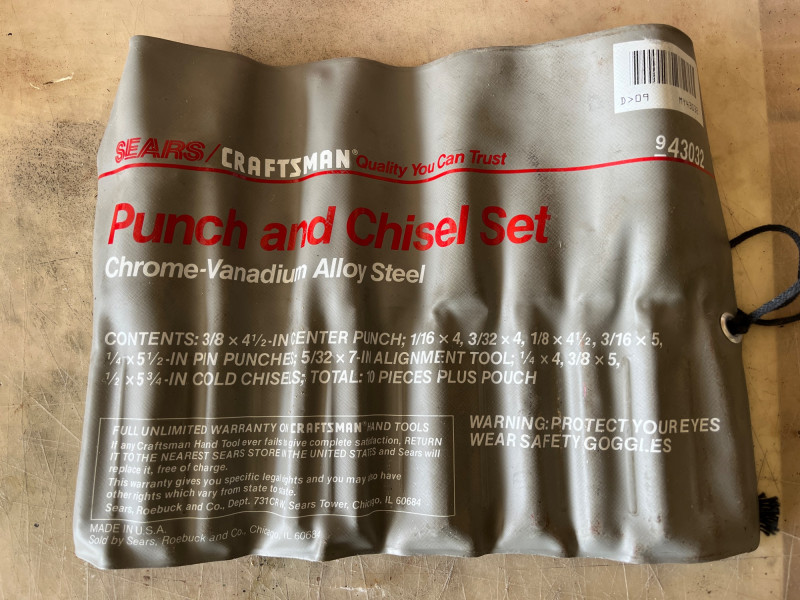 D>09
SEARS/CRAFTSMAN® Quality You Can Trust
9 43032
Punch and Chisel Set
Chrome-Vanadium Alloy Steel
CONTENTS: 3/8 × 4½-IN CENTER PUNCH; 1/16 × 4, 3/32 × 4, 1/8 × 4½, 3/16 × 5,
¼ × 5½-IN PIN PUNCHES; 5/32 × 7-IN ALIGNMENT TOOL; ¼ × 4, 3/8 × 5,
½ × 5¾-IN COLD CHISELS; TOTAL: 10 PIECES PLUS POUCH
FULL UNLIMITED WARRANTY ON CRAFTSMAN® HAND TOOLS
If any Craftsman Hand Tool ever fails give complete satisfaction, RETURN
IT TO THE NEAREST SEARS STORE IN THE UNITED STATES and Sears will
replace it, free of charge.
This warranty gives you specific legal rights and you may also have
other rights which vary from state to state.
Sears, Roebuck and Co., Dept. 731CR-W, Sears Tower, Chicago, IL 60684
WARNING: PROTECT YOUR EYES
WEAR SAFETY GOGGLES
MADE IN U.S.A.
Sold by Sears, Roebuck and Co., Chicago, IL 60684